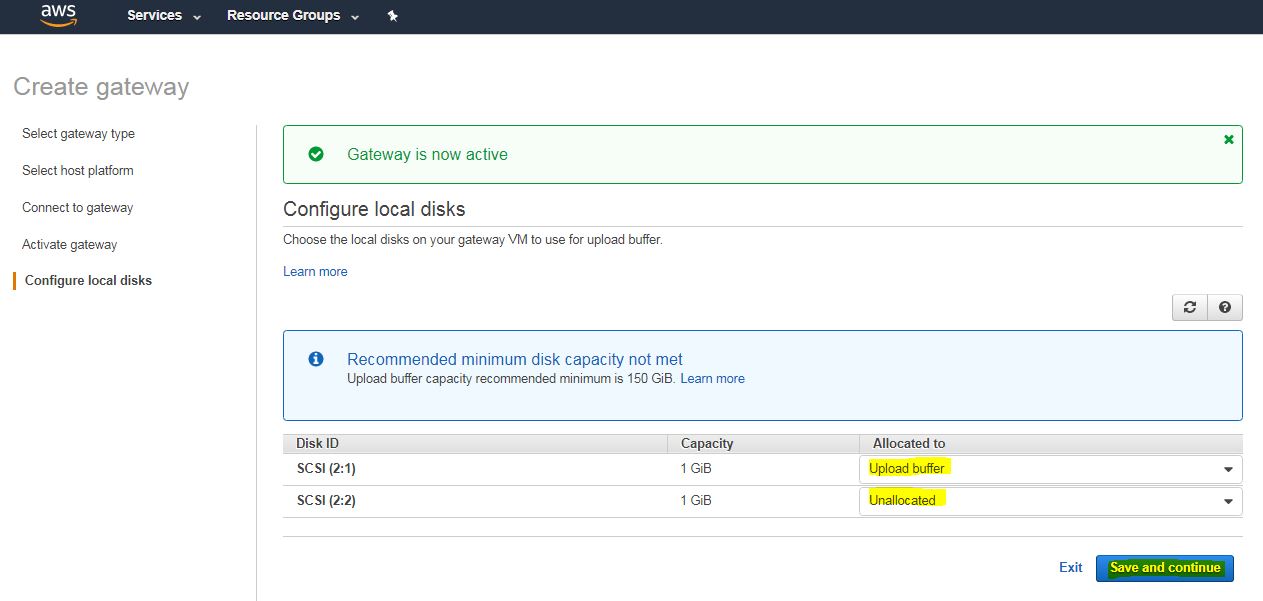 aws Services Resource Groups
Create gateway
Select gateway type
Select host platform
Connect to gateway
Activate gateway
Configure local disks
Gateway is now active
Configure local disks
Choose the local disks on your gateway VM to use for upload buffer.
Learn more
Recommended minimum disk capacity not met
Upload buffer capacity recommended minimum is 150 GiB. Learn more
Disk ID Capacity Allocated to
SCSI (2:1) 1 GiB Upload buffer
SCSI (2:2) 1 GiB Unallocated
Exit Save and continue